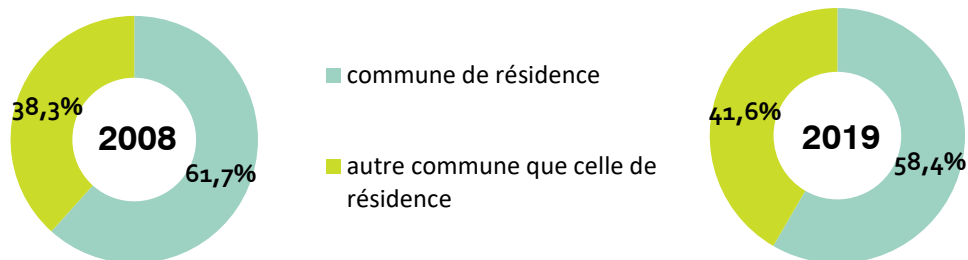 38,3%
2008
61,7%
commune de résidence
autre commune que celle de
résidence
41,6%
2019
58,4%